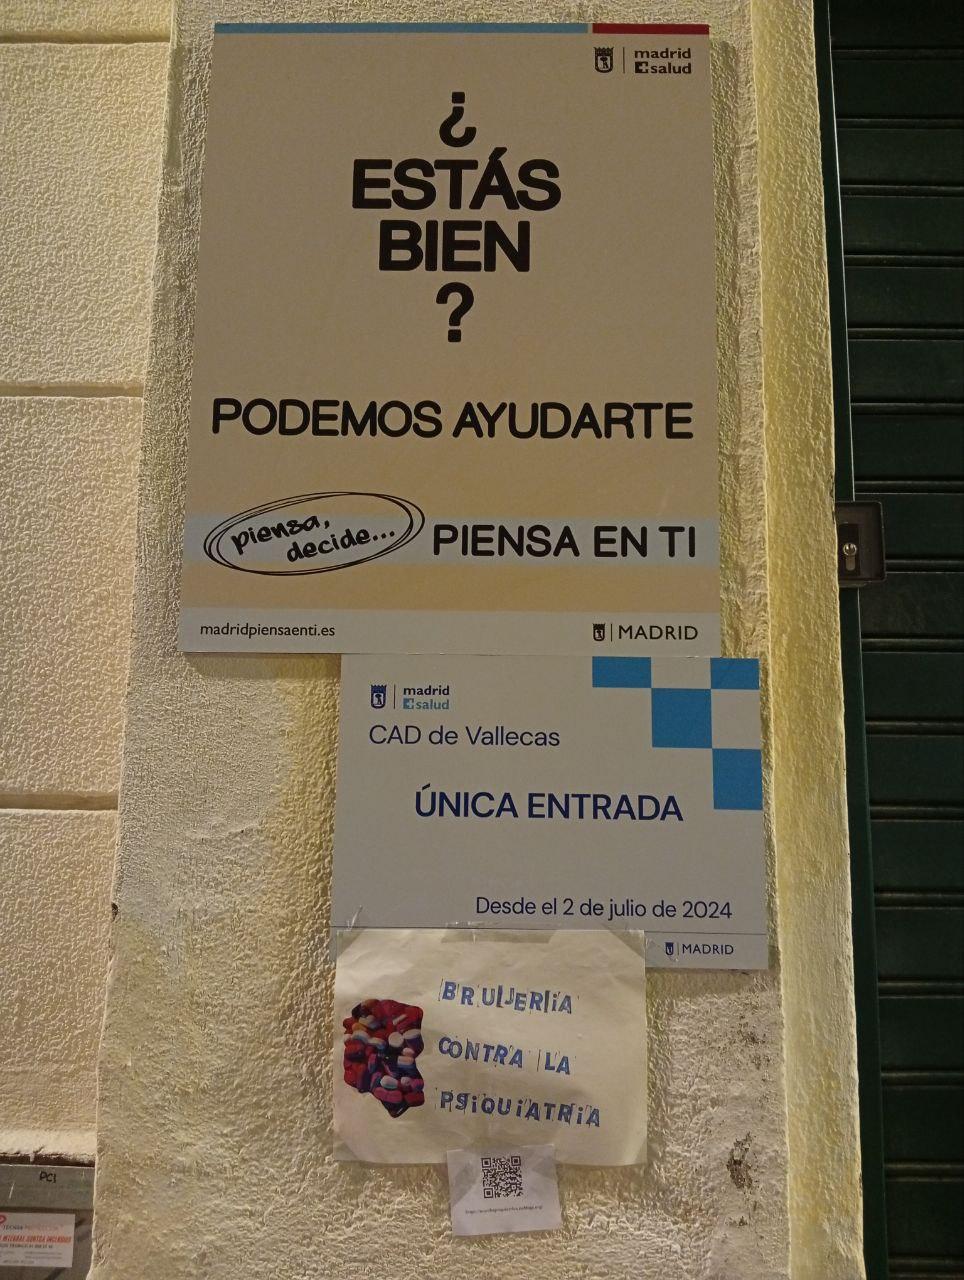 madrid
salud
¿
ESTÁS
BIEN
?
PODEMOS AYUDARTE
piensa,
decide...
PIENSA EN TI
madridpiensaenti.es
MADRID
madrid
salud
CAD de Vallecas
ÚNICA ENTRADA
Desde el 2 de julio de 2024
MADRID
BRUJERiA
CONTRA LA
PSiQUiATRiA
PCI